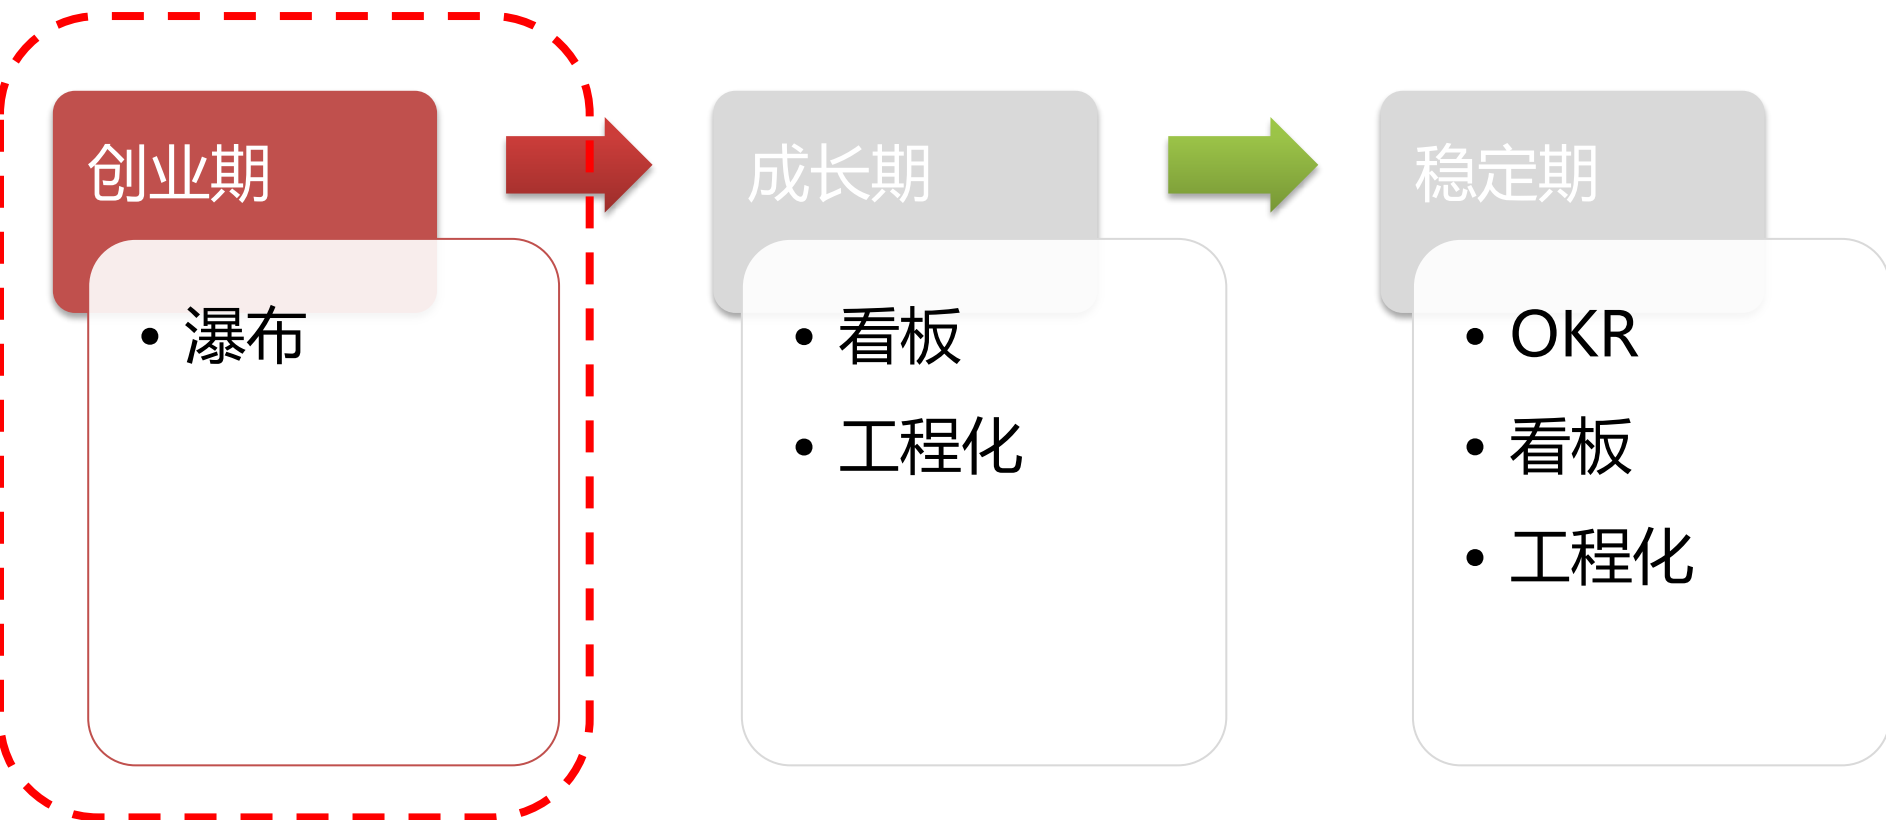 创业期
• 瀑布
成长期
• 看板
• 工程化
稳定期
• OKR
• 看板
• 工程化